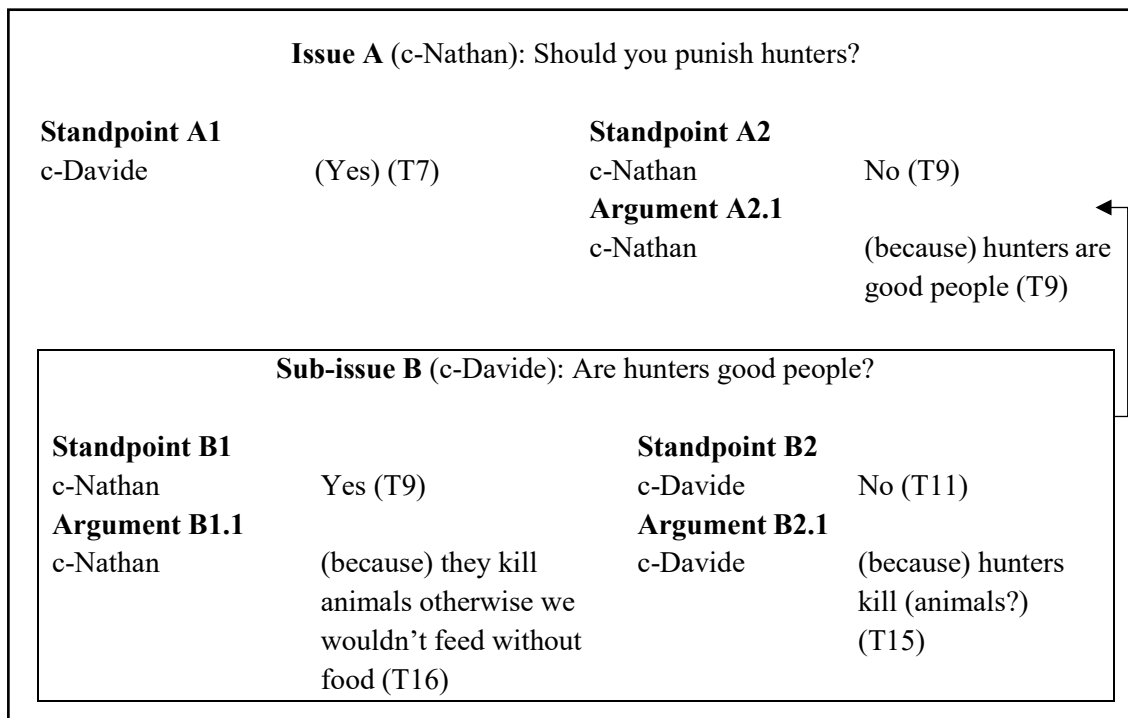 Issue A (c-Nathan): Should you punish hunters?
Standpoint A1
c-Davide (Yes) (T7)
Standpoint A2
c-Nathan No (T9)
Argument A2.1
c-Nathan (because) hunters are
good people (T9)
Sub-issue B (c-Davide): Are hunters good people?
Standpoint B1
c-Nathan Yes (T9)
Argument B1.1
c-Nathan (because) they kill
animals otherwise we
wouldn’t feed without
food (T16)
Standpoint B2
c-Davide No (T11)
Argument B2.1
c-Davide (because) hunters
kill (animals?)
(T15)